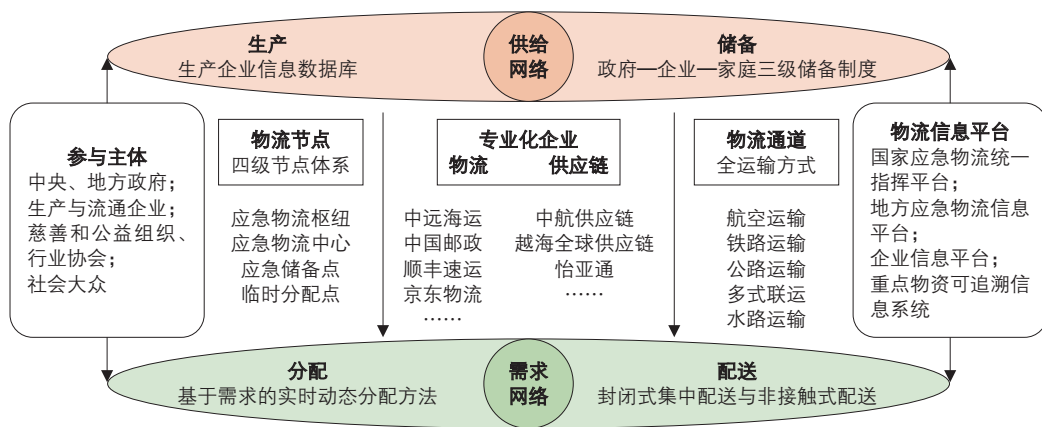 生产
生产企业信息数据库
供给
网络
储备
政府—企业—家庭三级储备制度
参与主体
中央、地方政府；
生产与流通企业；
慈善和公益组织、
行业协会；
社会大众
物流节点
四级节点体系
应急物流枢纽
应急物流中心
应急储备点
临时分配点
专业化企业
物流 供应链
中远海运 中航供应链
中国邮政 越海全球供应链
顺丰速运 怡亚通
京东物流 ……
……
物流通道
全运输方式
航空运输
铁路运输
公路运输
多式联运
水路运输
物流信息平台
国家应急物流统一
指挥平台；
地方应急物流信息
平台；
企业信息平台；
重点物资可追溯信
息系统
分配
基于需求的实时动态分配方法
需求
网络
配送
封闭式集中配送与非接触式配送